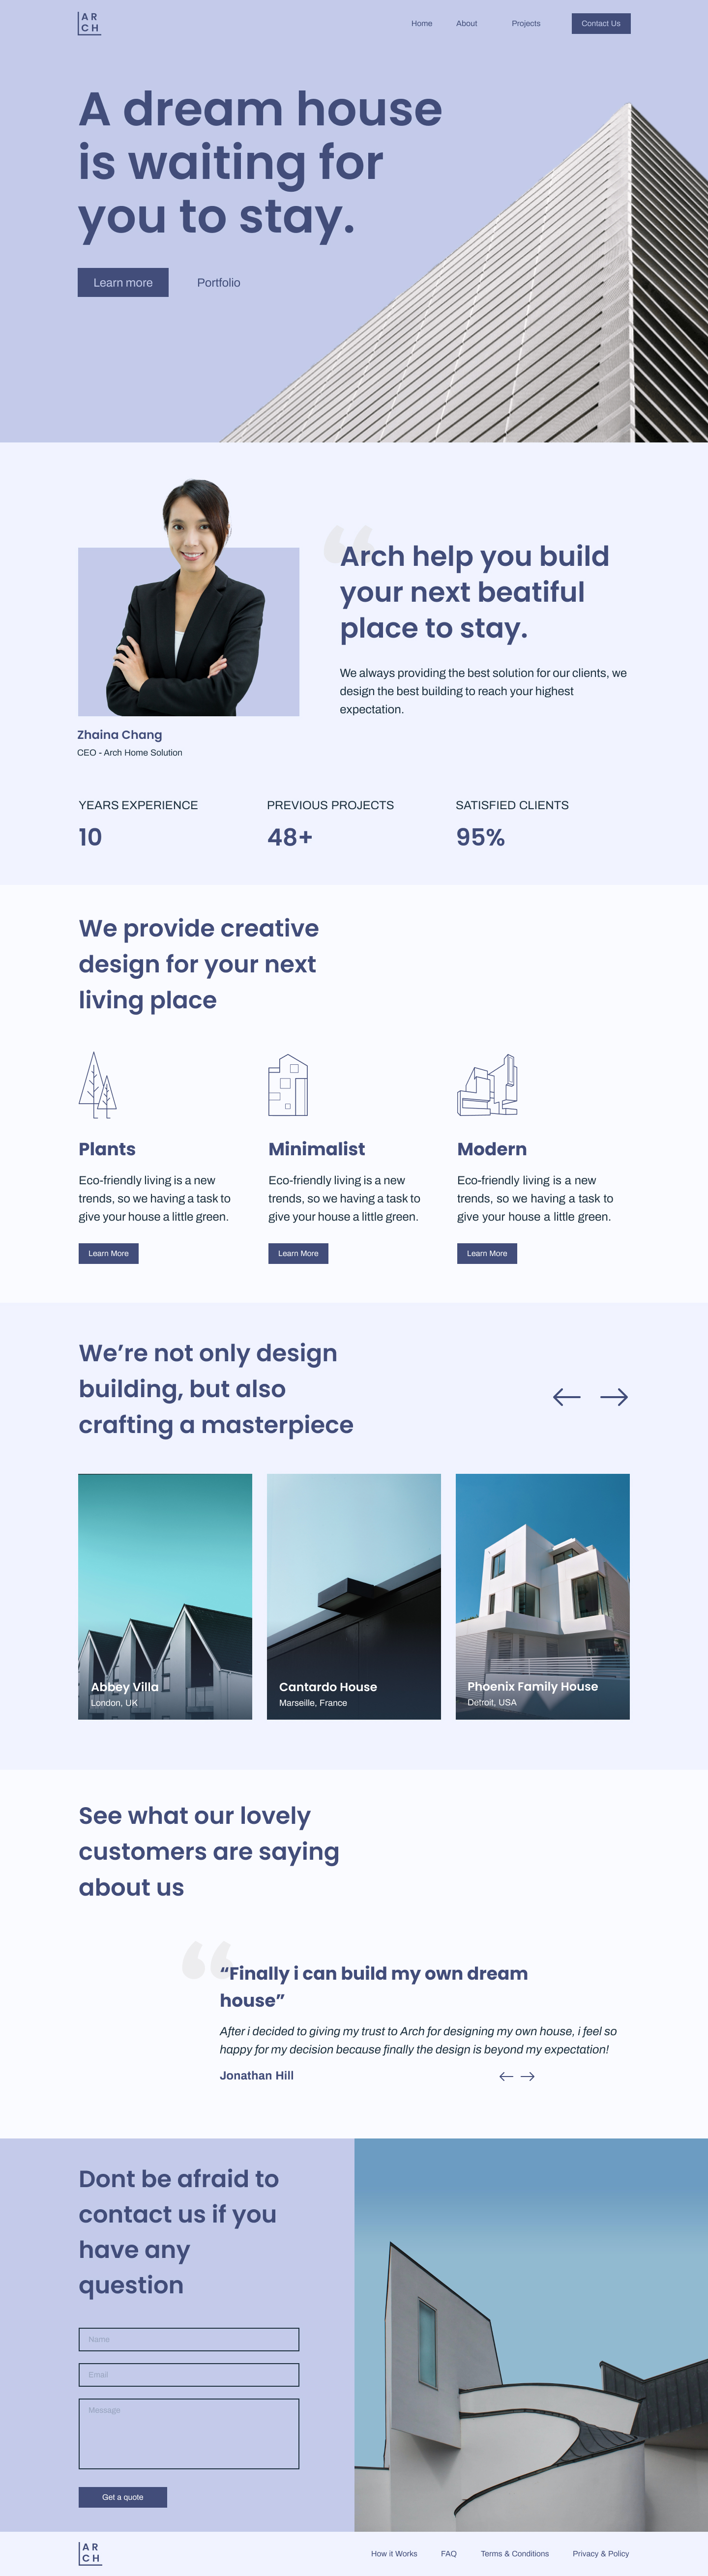 AR
CH
Home About Projects Contact Us
A dream house
is waiting for
you to stay.
Learn more Portfolio
“
Arch help you build
your next beatiful
place to stay.
We always providing the best solution for our clients, we
design the best building to reach your highest
expectation.
Zhaina Chang
CEO - Arch Home Solution
YEARS EXPERIENCE
10
PREVIOUS PROJECTS
48+
SATISFIED CLIENTS
95%
We provide creative
design for your next
living place
Plants
Eco-friendly living is a new
trends, so we having a task to
give your house a little green.
Learn More
Minimalist
Eco-friendly living is a new
trends, so we having a task to
give your house a little green.
Learn More
Modern
Eco-friendly living is a new
trends, so we having a task to
give your house a little green.
Learn More
We’re not only design
building, but also
crafting a masterpiece
Abbey Villa
London, UK
Cantardo House
Marseille, France
Phoenix Family House
Detroit, USA
See what our lovely
customers are saying
about us
“
“Finally i can build my own dream
house”
After i decided to giving my trust to Arch for designing my own house, i feel so
happy for my decision because finally the design is beyond my expectation!
Jonathan Hill
Dont be afraid to
contact us if you
have any
question
Name
Email
Message
Get a quote
AR
CH
How it Works FAQ Terms & Conditions Privacy & Policy